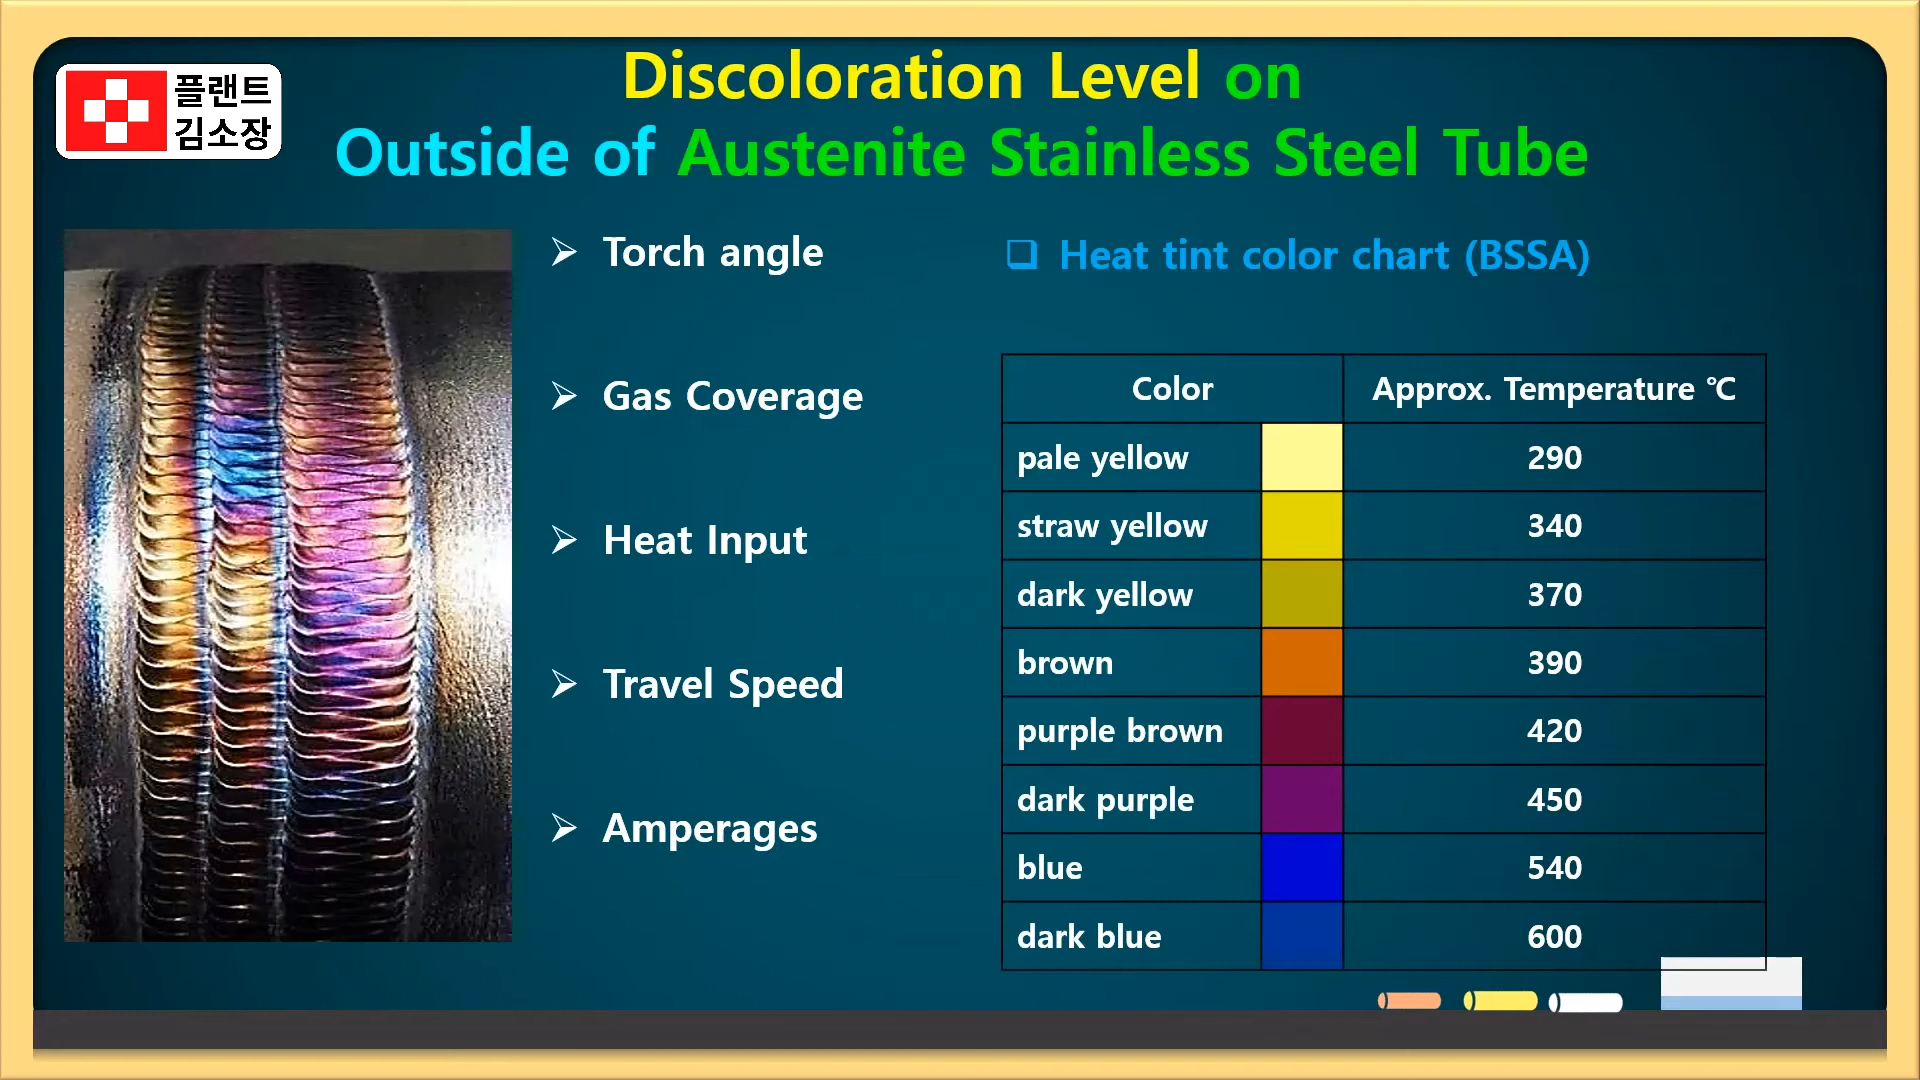 플랜트
김소장
Discoloration Level on
Outside of Austenite Stainless Steel Tube
Torch angle
Gas Coverage
Heat Input
Travel Speed
Amperages
Heat tint color chart (BSSA)
Color Approx. Temperature ℃
pale yellow 290
straw yellow 340
dark yellow 370
brown 390
purple brown 420
dark purple 450
blue 540
dark blue 600